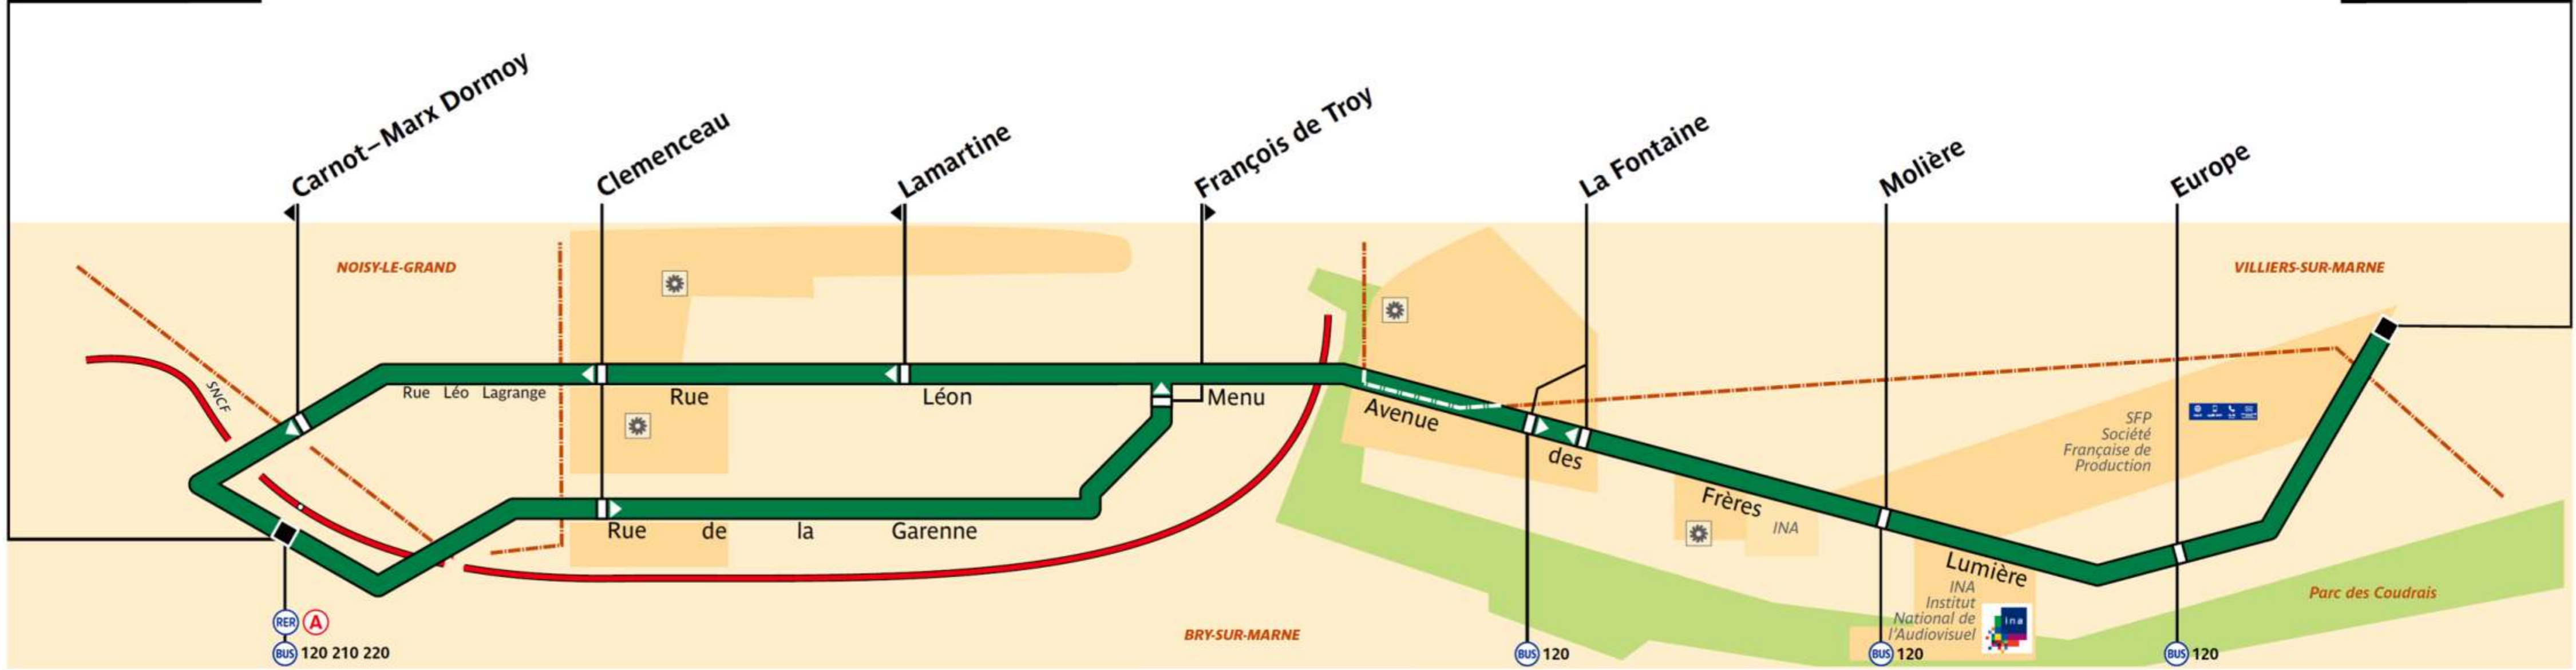 Carnot–Marx Dormoy
Clemenceau
Lamartine
François de Troy
La Fontaine
Molière
Europe
NOISY-LE-GRAND
VILLIERS-SUR-MARNE
SNCF
Rue Léo Lagrange
Rue Léon Menu
Avenue des Frères Lumière
SFP
Société
Française de
Production
Rue de la Garenne
INA
INA
Institut
National de
l'Audiovisuel
ina
Parc des Coudrais
BRY-SUR-MARNE
RER A
BUS 120 210 220
BUS 120
BUS 120
BUS 120